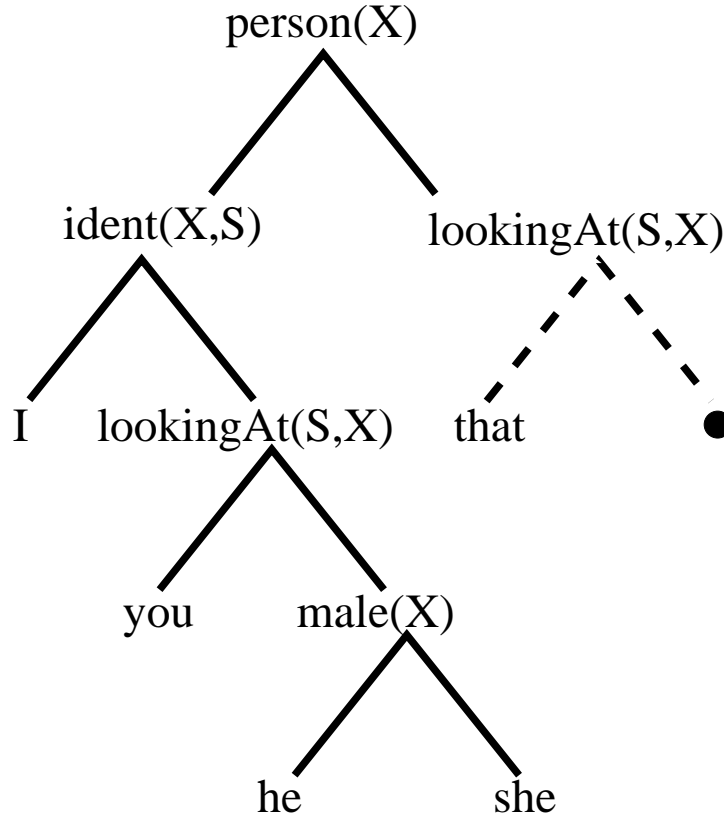 person(X)
ident(X,S) lookingAt(S,X)
I lookingAt(S,X) that
you male(X)
he she